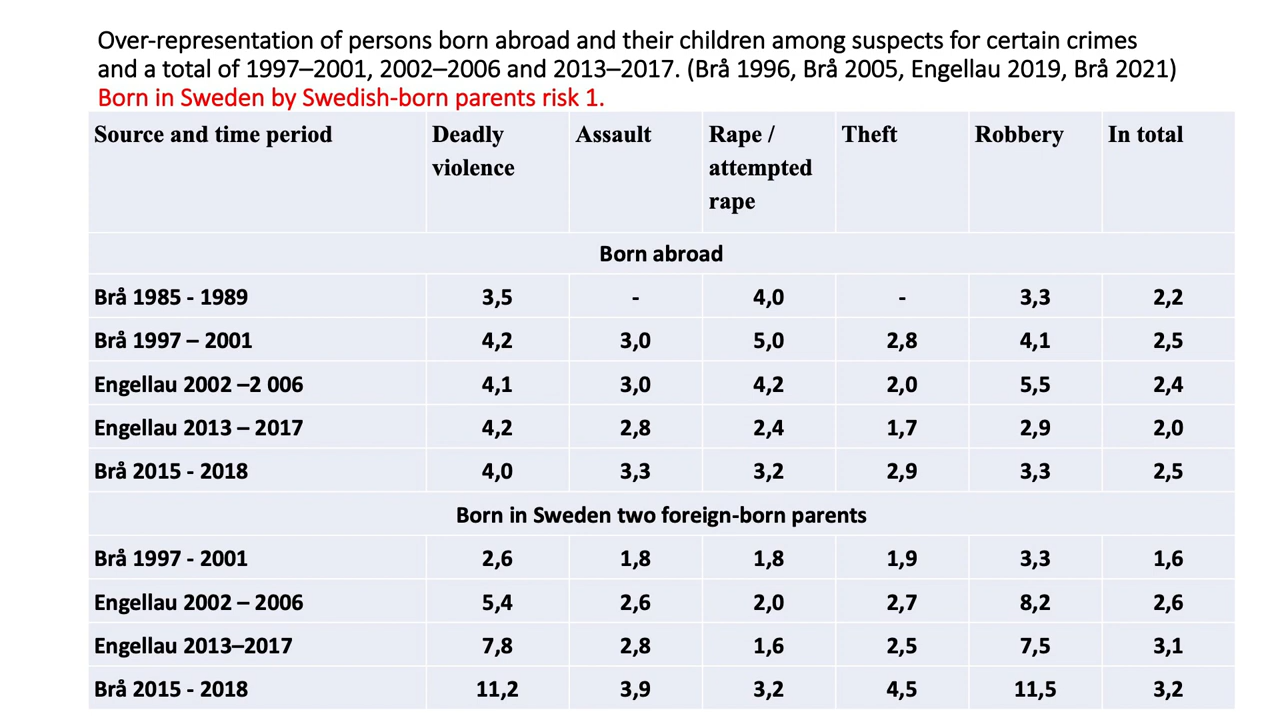 Over-representation of persons born abroad and their children among suspects for certain crimes
and a total of 1997–2001, 2002–2006 and 2013–2017. (Brå 1996, Brå 2005, Engellau 2019, Brå 2021)
Born in Sweden by Swedish-born parents risk 1.
Source and time period Deadly violence Assault Rape / attempted rape Theft Robbery In total
Born abroad
Brå 1985 - 1989 3,5 - 4,0 - 3,3 2,2
Brå 1997 – 2001 4,2 3,0 5,0 2,8 4,1 2,5
Engellau 2002 –2 006 4,1 3,0 4,2 2,0 5,5 2,4
Engellau 2013 – 2017 4,2 2,8 2,4 1,7 2,9 2,0
Brå 2015 - 2018 4,0 3,3 3,2 2,9 3,3 2,5
Born in Sweden two foreign-born parents
Brå 1997 - 2001 2,6 1,8 1,8 1,9 3,3 1,6
Engellau 2002 – 2006 5,4 2,6 2,0 2,7 8,2 2,6
Engellau 2013–2017 7,8 2,8 1,6 2,5 7,5 3,1
Brå 2015 - 2018 11,2 3,9 3,2 4,5 11,5 3,2